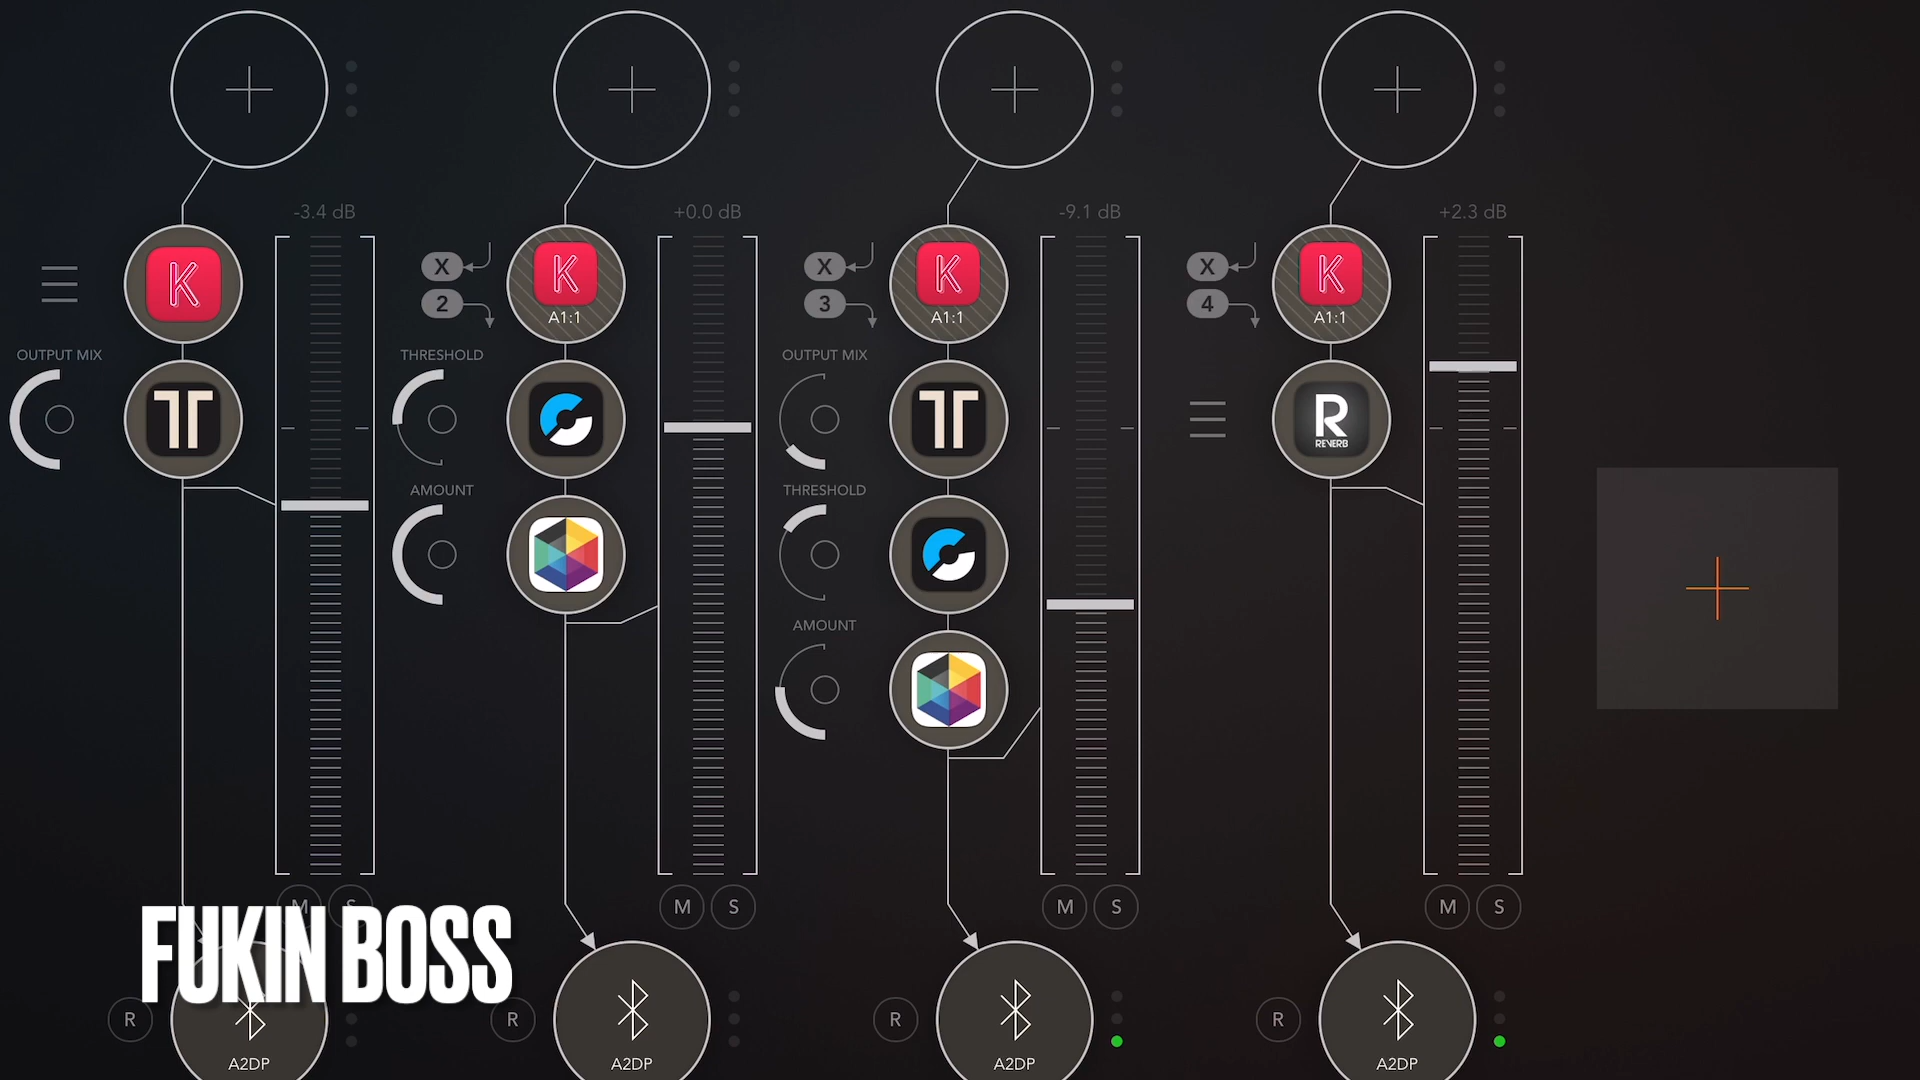 -3.4 dB
+0.0 dB
-9.1 dB
+2.3 dB
K
X
K
X
K
X
K
2
A1:1
3
A1:1
4
A1:1
OUTPUT MIX
THRESHOLD
OUTPUT MIX
R
REVERB
AMOUNT
THRESHOLD
AMOUNT
M S
M S
M S
M S
FUKIN BOSS
R
R
R
R
A2DP
A2DP
A2DP
A2DP